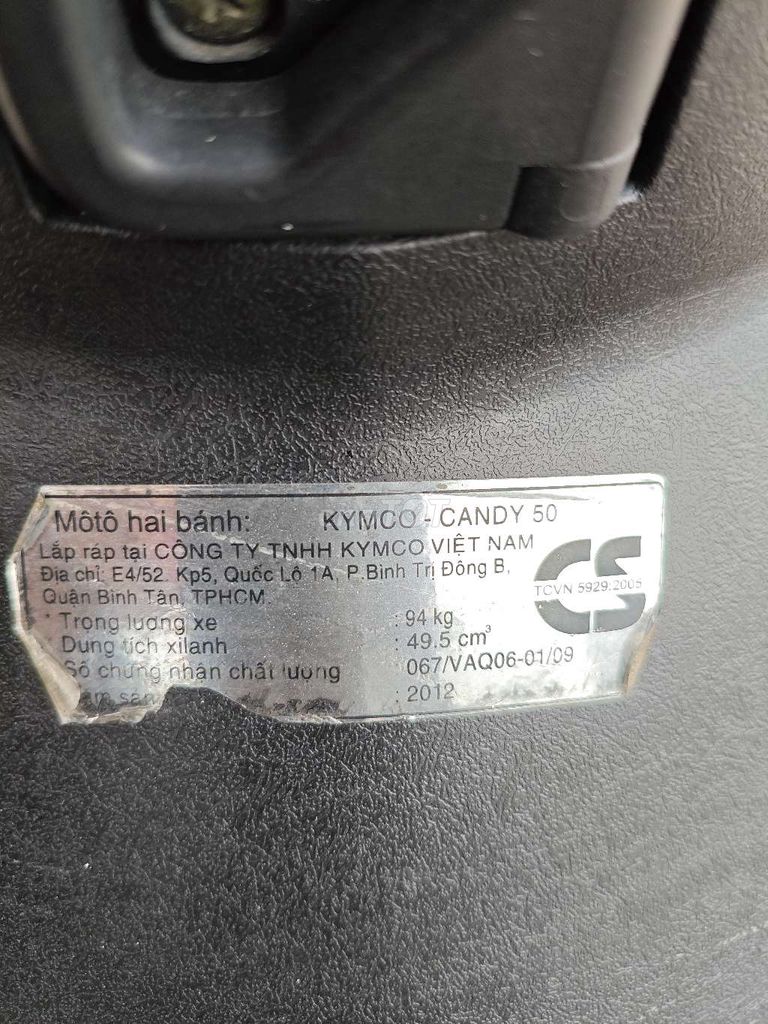 Môtô hai bánh: KYMCO - CANDY 50
Lắp ráp tại CÔNG TY TNHH KYMCO VIỆT NAM
Địa chỉ: E4/52. Kp5, Quốc Lộ 1A, P.Bình Trị Đông B,
Quận Bình Tân, TPHCM.
Trọng lượng xe : 94 kg
Dung tích xilanh : 49.5 cm³
Số chứng nhận chất lượng 067/VAQ06-01/09
: 2012
CS
TCVN 5929:2005